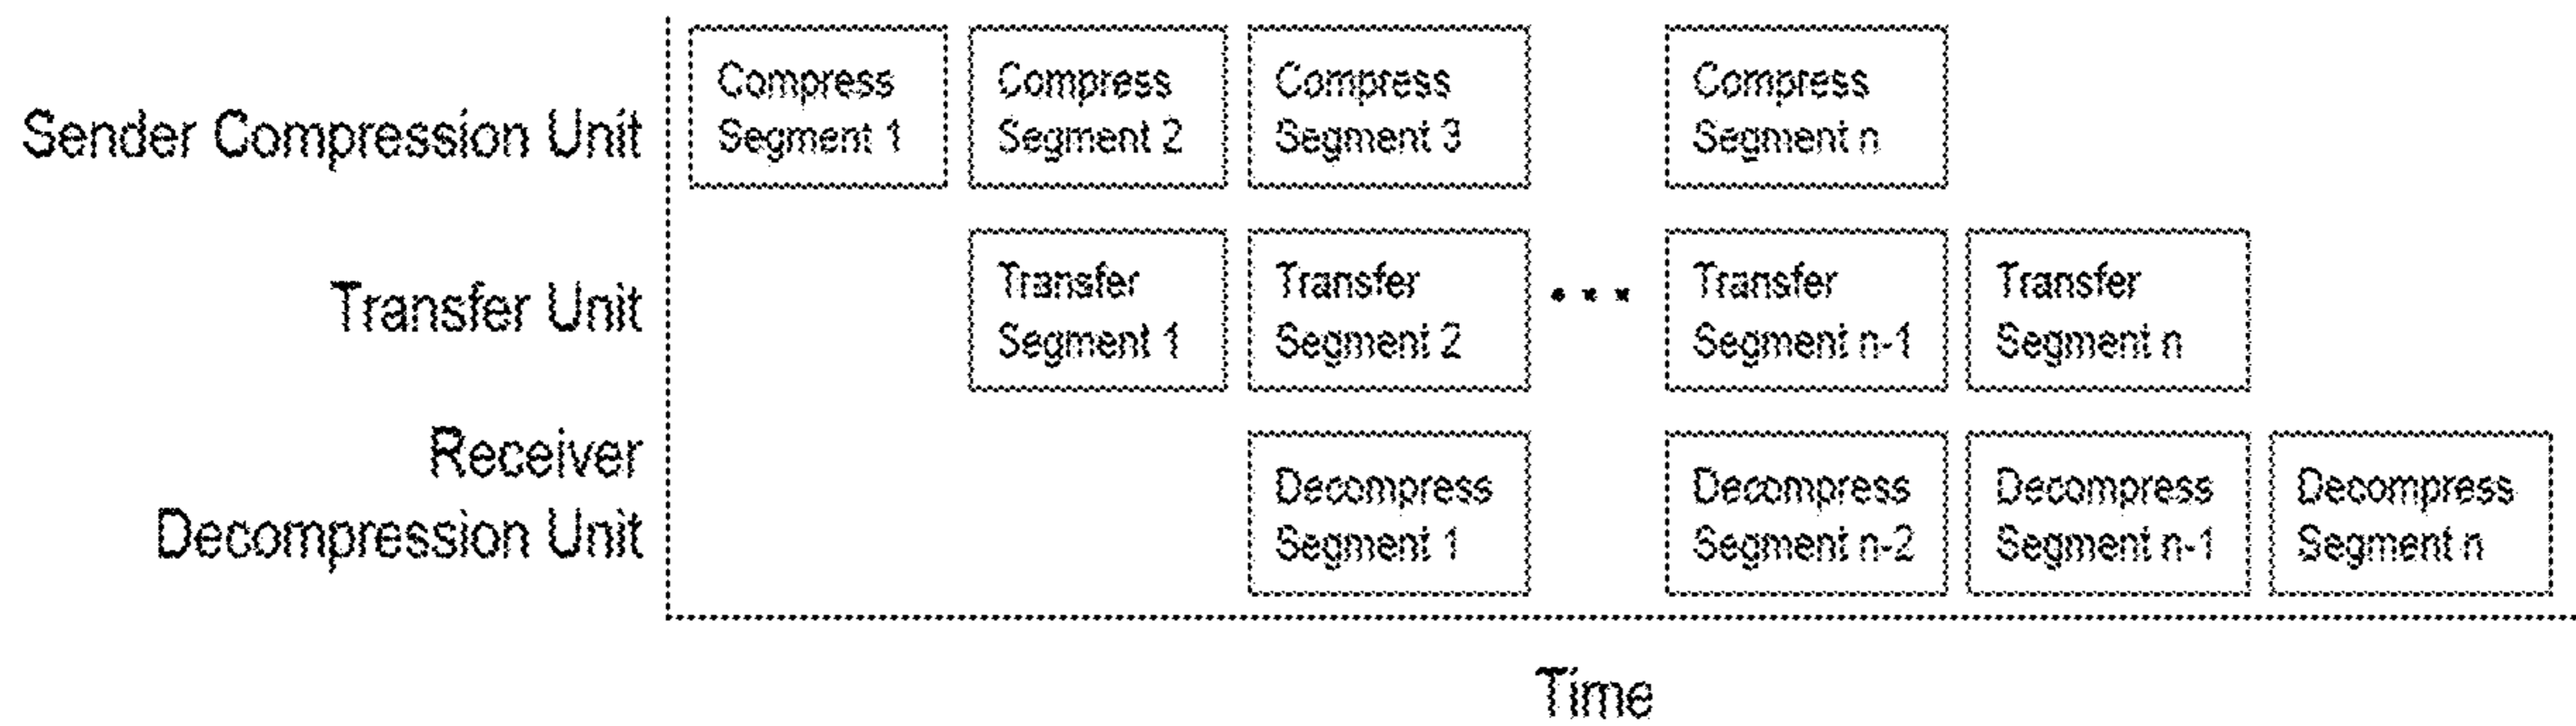 Sender Compression Unit
Compress
Segment 1
Compress
Segment 2
Compress
Segment 3
Compress
Segment n
Transfer Unit
Transfer
Segment 1
Transfer
Segment 2
...
Transfer
Segment n-1
Transfer
Segment n
Receiver
Decompression Unit
Decompress
Segment 1
Decompress
Segment n-2
Decompress
Segment n-1
Decompress
Segment n
Time